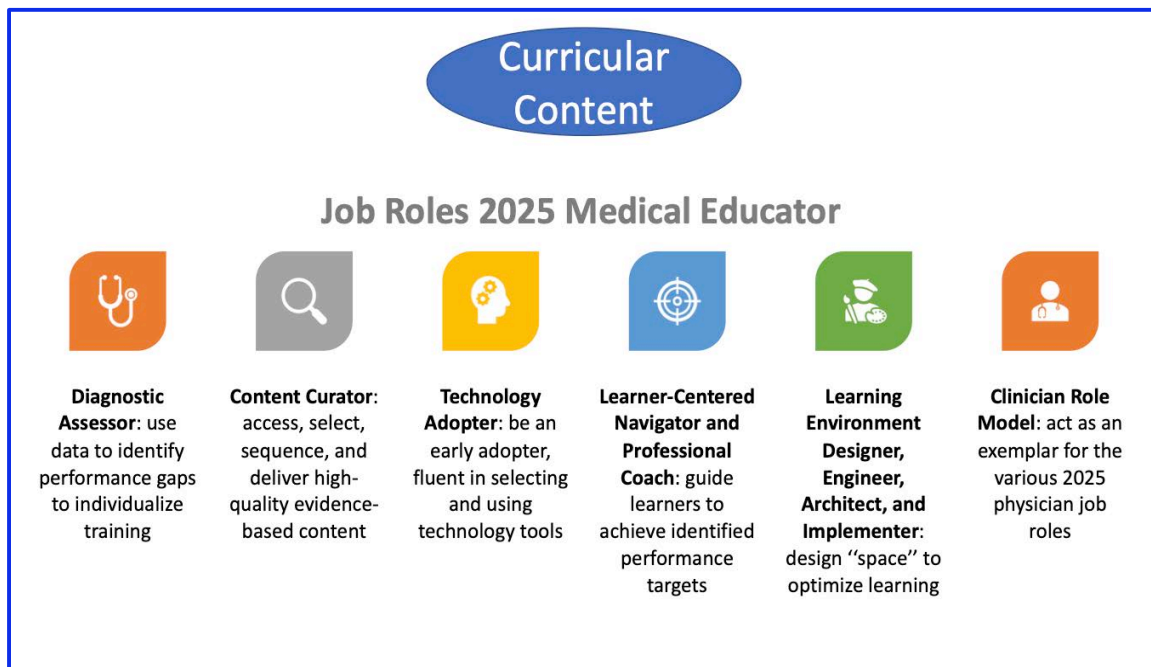 Curricular
Content
Job Roles 2025 Medical Educator
Diagnostic
Assessor: use
data to identify
performance gaps
to individualize
training
Content Curator:
access, select,
sequence, and
deliver high-
quality evidence-
based content
Technology
Adopter: be an
early adopter,
fluent in selecting
and using
technology tools
Learner-Centered
Navigator and
Professional
Coach: guide
learners to
achieve identified
performance
targets
Learning
Environment
Designer,
Engineer,
Architect, and
Implementer:
design ‘‘space’’ to
optimize learning
Clinician Role
Model: act as an
exemplar for the
various 2025
physician job
roles